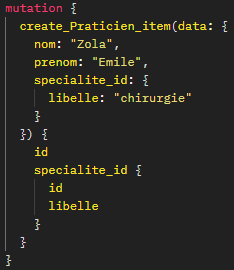 mutation {
  create_Praticien_item(data: {
    nom: "Zola",
    prenom: "Emile",
    specialite_id: {
      libelle: "chirurgie"
    }
  }) {
    id
    specialite_id {
      id
      libelle
    }
  }
}